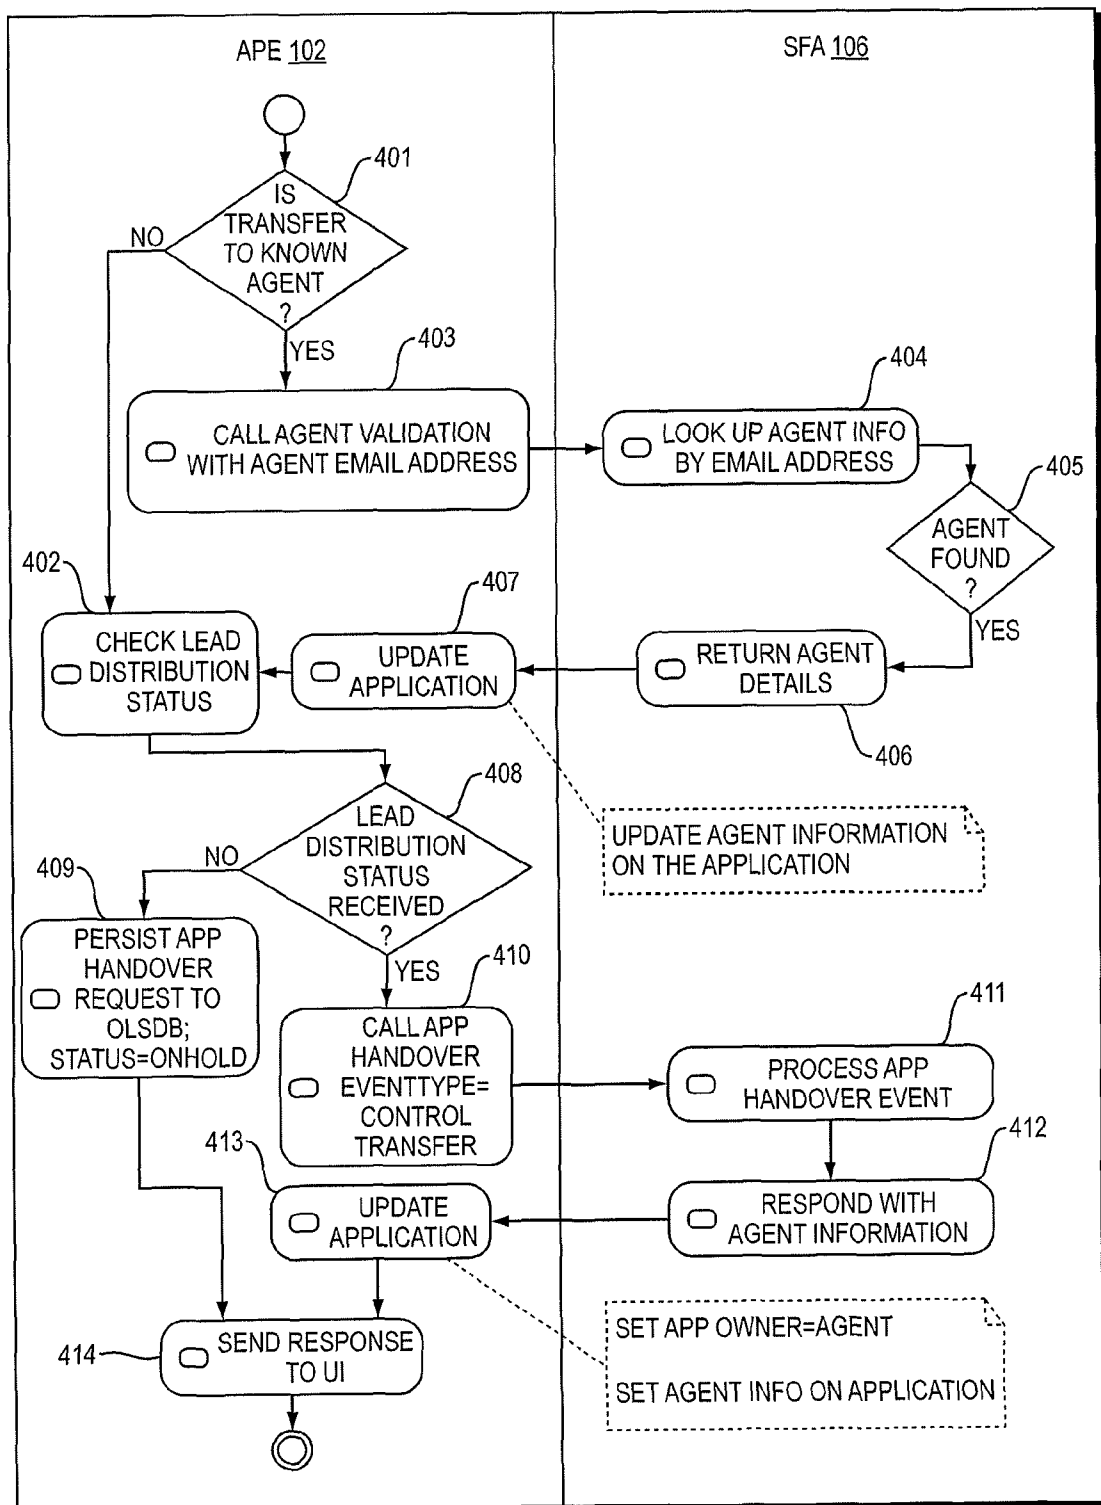 APE 102
SFA 106
401
IS
TRANSFER
TO KNOWN
AGENT
?
NO
YES
403
CALL AGENT VALIDATION
WITH AGENT EMAIL ADDRESS
404
LOOK UP AGENT INFO
BY EMAIL ADDRESS
405
AGENT
FOUND
?
YES
402
CHECK LEAD
DISTRIBUTION
STATUS
407
UPDATE
APPLICATION
RETURN AGENT
DETAILS
406
408
LEAD
DISTRIBUTION
STATUS
RECEIVED
?
NO
YES
UPDATE AGENT INFORMATION
ON THE APPLICATION
409
PERSIST APP
HANDOVER
REQUEST TO
OLSDB;
STATUS=ONHOLD
410
CALL APP
HANDOVER
EVENTTYPE=
CONTROL
TRANSFER
411
PROCESS APP
HANDOVER EVENT
412
RESPOND WITH
AGENT INFORMATION
413
UPDATE
APPLICATION
SET APP OWNER=AGENT
SET AGENT INFO ON APPLICATION
414
SEND RESPONSE
TO UI